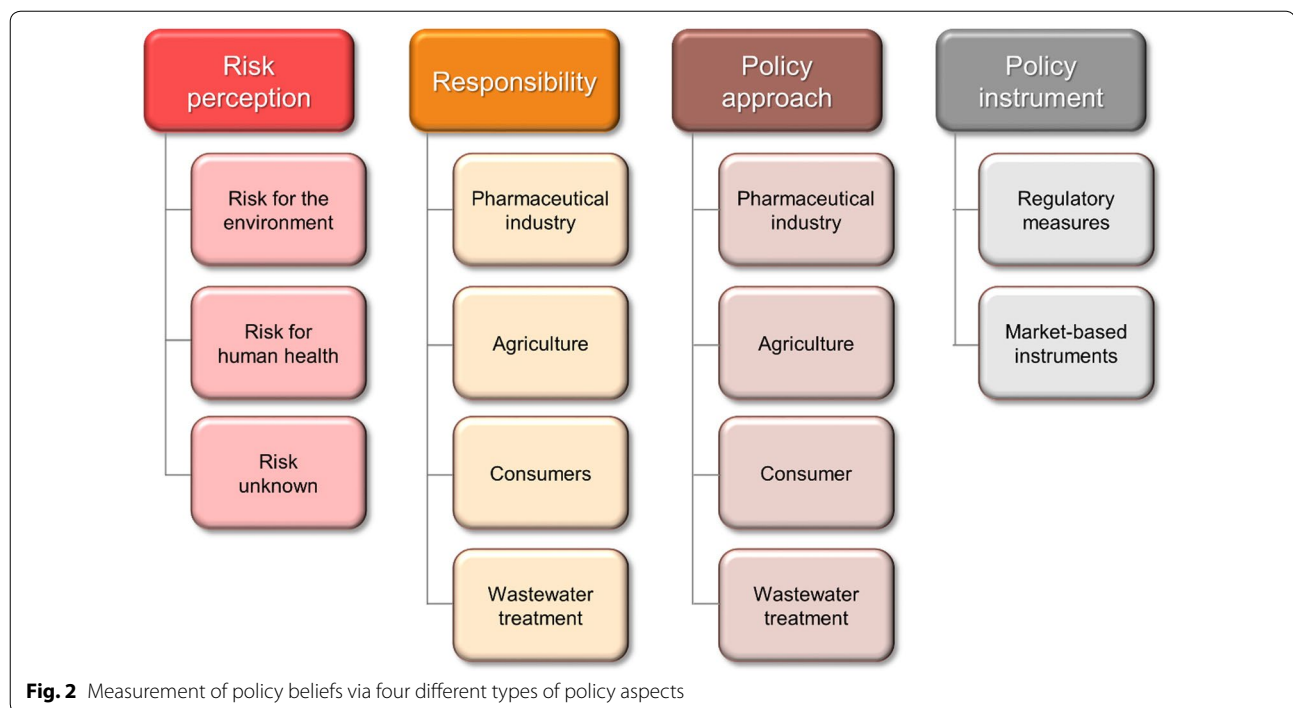 Risk
perception
Risk for the
environment
Risk for
human health
Risk
unknown
Responsibility
Pharmaceutical
industry
Agriculture
Consumers
Wastewater
treatment
Policy
approach
Pharmaceutical
industry
Agriculture
Consumer
Wastewater
treatment
Policy
instrument
Regulatory
measures
Market-based
instruments
Fig. 2 Measurement of policy beliefs via four different types of policy aspects